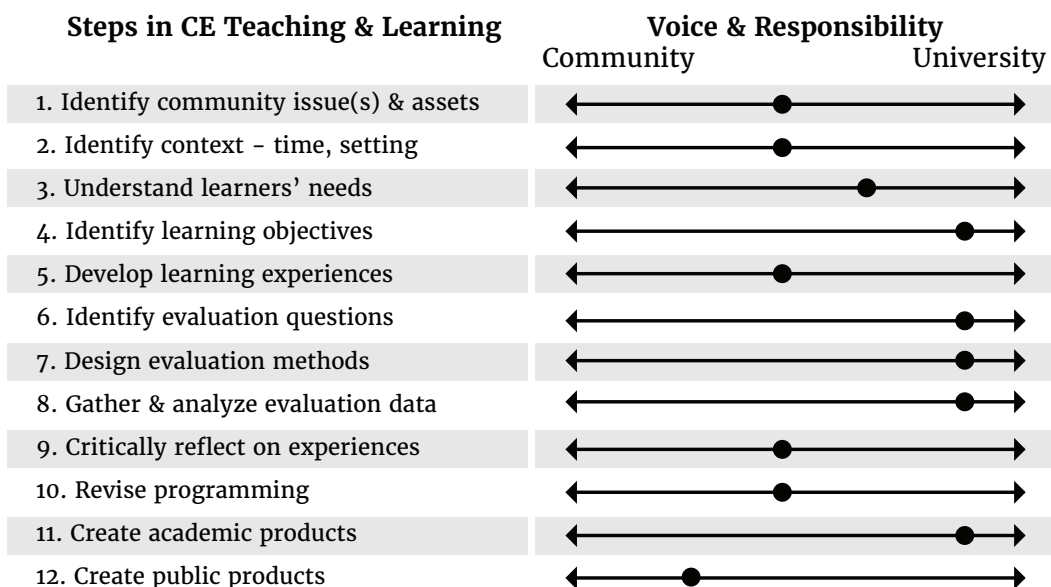 Steps in CE Teaching & Learning
Voice & Responsibility
Community
University
1. Identify community issue(s) & assets
2. Identify context - time, setting
3. Understand learners’ needs
4. Identify learning objectives
5. Develop learning experiences
6. Identify evaluation questions
7. Design evaluation methods
8. Gather & analyze evaluation data
9. Critically reflect on experiences
10. Revise programming
11. Create academic products
12. Create public products